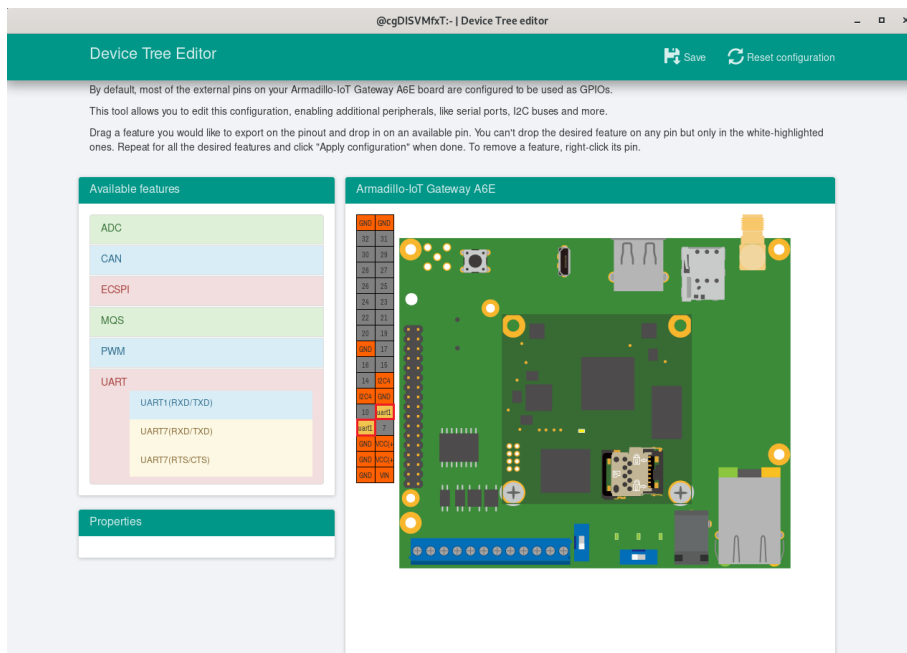 @cgDISVMfxT:~ | Device Tree editor
Device Tree Editor
Save
Reset configuration
By default, most of the external pins on your Armadillo-IoT Gateway A6E board are configured to be used as GPIOs.
This tool allows you to edit this configuration, enabling additional peripherals, like serial ports, I2C buses and more.
Drag a feature you would like to export on the pinout and drop in on an available pin. You can't drop the desired feature on any pin but only in the white-highlighted
ones. Repeat for all the desired features and click "Apply configuration" when done. To remove a feature, right-click its pin.
Available features
ADC
CAN
ECSPI
MQS
PWM
UART
UART1(RXD/TXD)
UART7(RXD/TXD)
UART7(RTS/CTS)
Properties
Armadillo-IoT Gateway A6E
GND GND
32 31
30 29
28 27
26 25
24 23
22 21
20 19
GND 17
16 15
14 I2C4
I2C4 GND
10 uart1
uart1 7
GND VCC(+
GND VCC(+
GND VIN